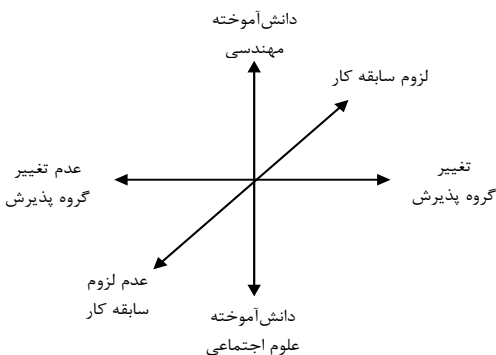 دانش‌آموخته
مهندسی
لزوم سابقه کار
تغییر
گروه پذیرش
عدم تغییر
گروه پذیرش
عدم لزوم
سابقه کار
دانش‌آموخته
علوم اجتماعی